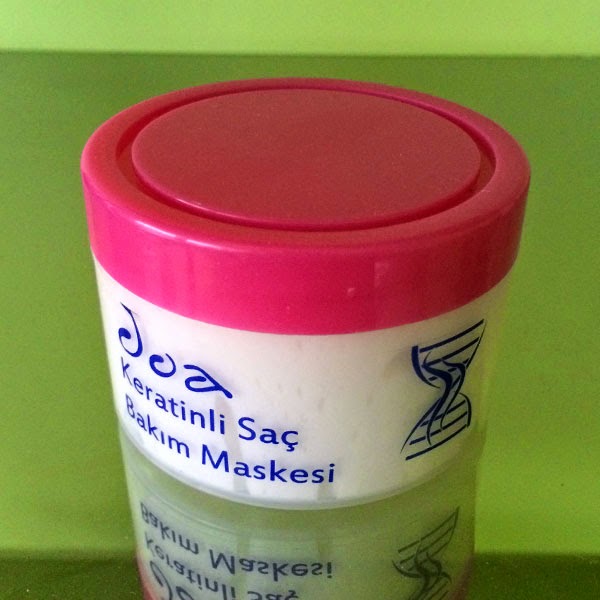 Joa
Keratinli Saç
Bakım Maskesi